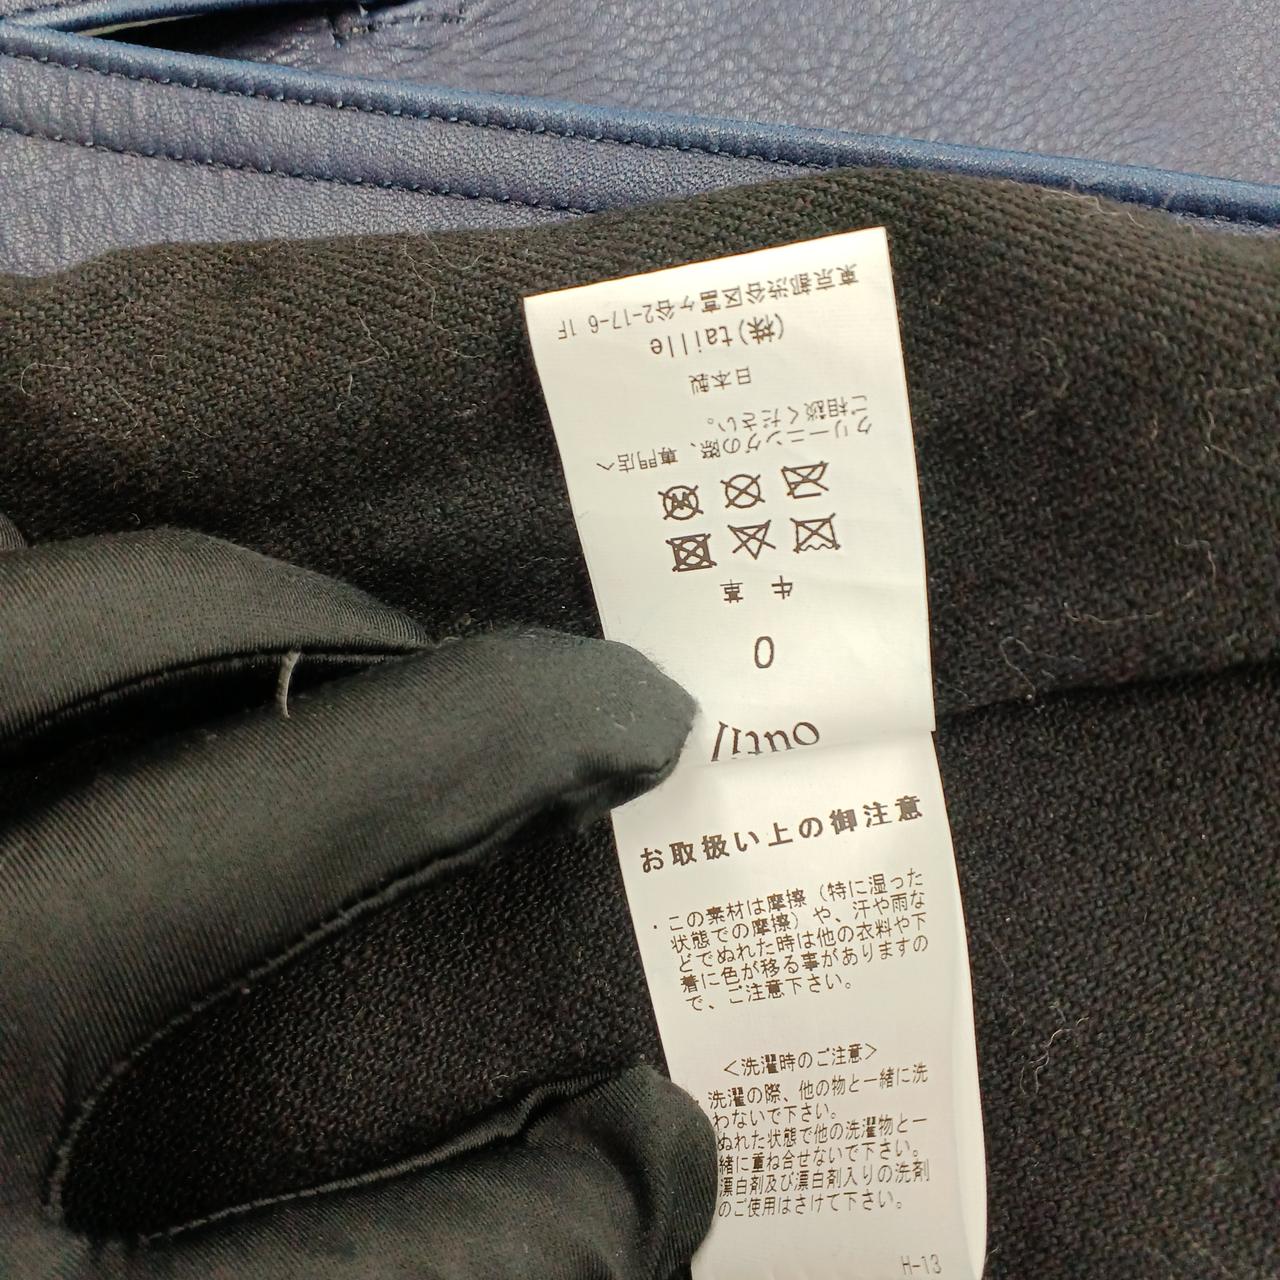 outil
0
牛 革
クリーニングの際、専門店へ
ご相談ください。
日本製
(株)taille
東京都渋谷区富ケ谷2-17-6 1F
お取扱い上の御注意
・この素材は摩擦（特に湿った
状態での摩擦）や、汗や雨な
どでぬれた時は他の衣料や下
着に色が移る事がありますの
で、ご注意下さい。
＜洗濯時のご注意＞
洗濯の際、他の物と一緒に洗
わないで下さい。
ぬれた状態で他の洗濯物と一
緒に重ね合せないで下さい。
漂白剤及び漂白剤入りの洗剤
のご使用はさけて下さい。
H-13